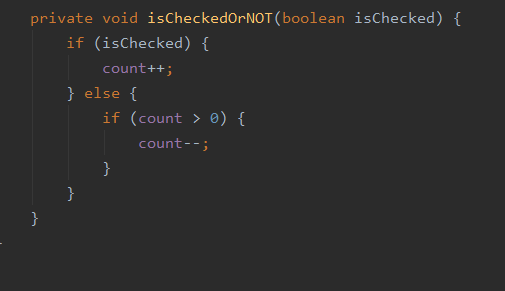 private void isCheckedOrNOT(boolean isChecked) {
    if (isChecked) {
        count++;
    } else {
        if (count > 0) {
            count--;
        }
    }
}